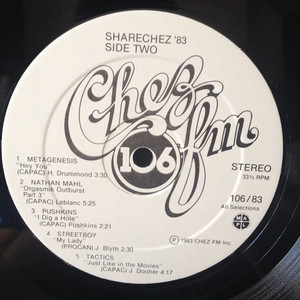 SHARECHEZ '83
SIDE TWO
Chez 106 fm
STEREO
33⅓ RPM
106 / 83
All Selections
1 METAGENESIS
"Hey You"
(CAPAC) H. Drummond 3:30
2 NATHAN MAHL
"Orgasmik Outburst
Part 3"
(CAPAC) Leblanc 5:25
3 PUSHKINS
"I Dig a Hole"
(CAPAC) Pushkins 2:21
4 STREETBOY
"My Lady"
(PROCAN) J. Blyth 2:30
5 TACTICS
"Just Like in the Movies"
(CAPAC) J. Dooher 4:17
℗ 1983 CHEZ FM Inc.